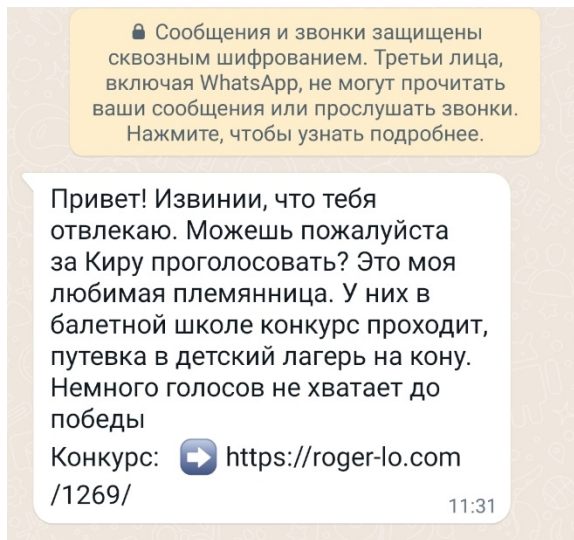 🔒 Сообщения и звонки защищены
сквозным шифрованием. Третьи лица,
включая WhatsApp, не могут прочитать
ваши сообщения или прослушать звонки.
Нажмите, чтобы узнать подробнее.
Привет! Извинии, что тебя
отвлекаю. Можешь пожалуйста
за Киру проголосовать? Это моя
любимая племянница. У них в
балетной школе конкурс проходит,
путевка в детский лагерь на кону.
Немного голосов не хватает до
победы
Конкурс: ➡️ https://roger-lo.com
/1269/
11:31